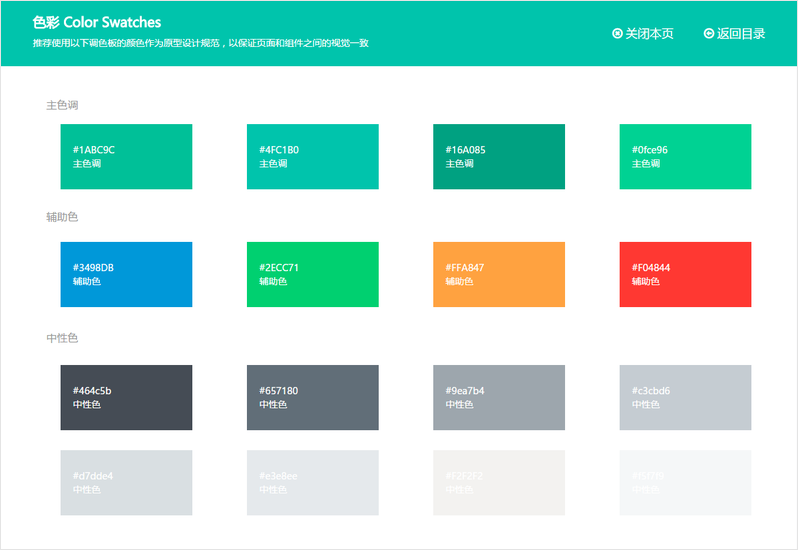 色彩 Color Swatches
推荐使用以下调色板的颜色作为原型设计规范，以保证页面和组件之间的视觉一致
关闭本页
返回目录
主色调
#1ABC9C
主色调
#4FC1B0
主色调
#16A085
主色调
#0fce96
主色调
辅助色
#3498DB
辅助色
#2ECC71
辅助色
#FFA847
辅助色
#F04844
辅助色
中性色
#464c5b
中性色
#657180
中性色
#9ea7b4
中性色
#c3cbd6
中性色
#d7dde4
中性色
#e3e8ee
中性色
#F2F2F2
中性色
中性色